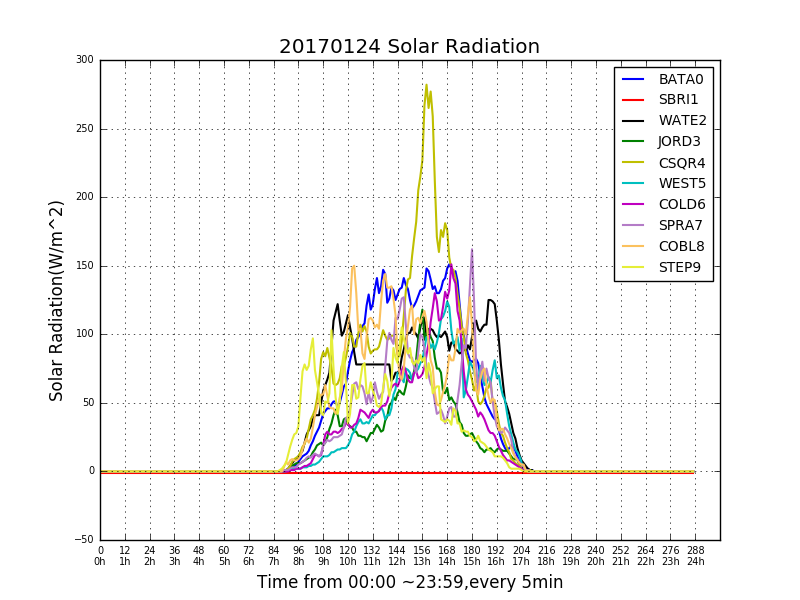 20170124 Solar Radiation
Solar Radiation(W/m^2)
300
250
200
150
100
50
0
−50
BATA0
SBRI1
WATE2
JORD3
CSQR4
WEST5
COLD6
SPRA7
COBL8
STEP9
0 12 24 36 48 60 72 84 96 108 120 132 144 156 168 180 192 204 216 228 240 252 264 276 288
0h 1h 2h 3h 4h 5h 6h 7h 8h 9h 10h 11h 12h 13h 14h 15h 16h 17h 18h 19h 20h 21h 22h 23h 24h
Time from 00:00 ~23:59,every 5min